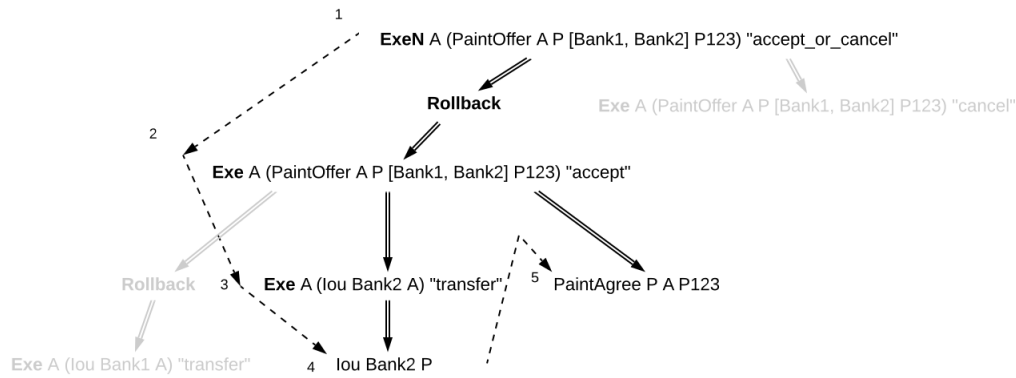 1
ExeN A (PaintOffer A P [Bank1, Bank2] P123) "accept_or_cancel"
Rollback
Exe A (PaintOffer A P [Bank1, Bank2] P123) "cancel"
2
Exe A (PaintOffer A P [Bank1, Bank2] P123) "accept"
Rollback
3
Exe A (Iou Bank2 A) "transfer"
5
PaintAgree P A P123
Exe A (Iou Bank1 A) "transfer"
4
Iou Bank2 P